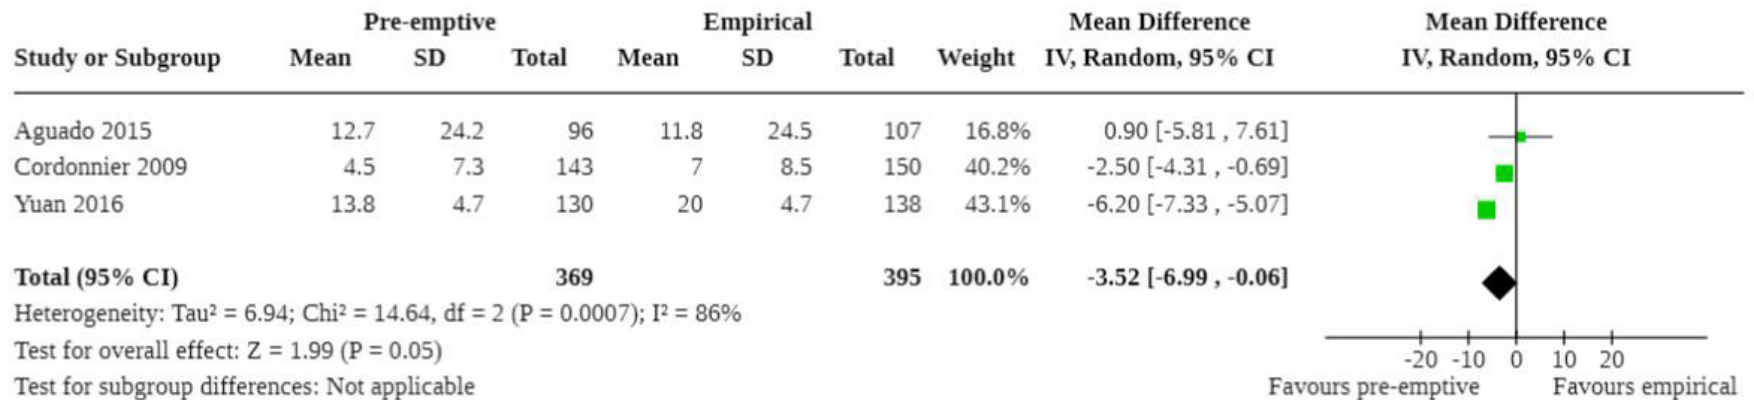 Pre-emptive Empirical Mean Difference Mean Difference
Study or Subgroup Mean SD Total Mean SD Total Weight IV, Random, 95% CI IV, Random, 95% CI
Aguado 2015 12.7 24.2 96 11.8 24.5 107 16.8% 0.90 [-5.81 , 7.61]
Cordonnier 2009 4.5 7.3 143 7 8.5 150 40.2% -2.50 [-4.31 , -0.69]
Yuan 2016 13.8 4.7 130 20 4.7 138 43.1% -6.20 [-7.33 , -5.07]
Total (95% CI) 369 395 100.0% -3.52 [-6.99 , -0.06]
Heterogeneity: Tau² = 6.94; Chi² = 14.64, df = 2 (P = 0.0007); I² = 86%
Test for overall effect: Z = 1.99 (P = 0.05)
-20 -10 0 10 20
Test for subgroup differences: Not applicable Favours pre-emptive Favours empirical